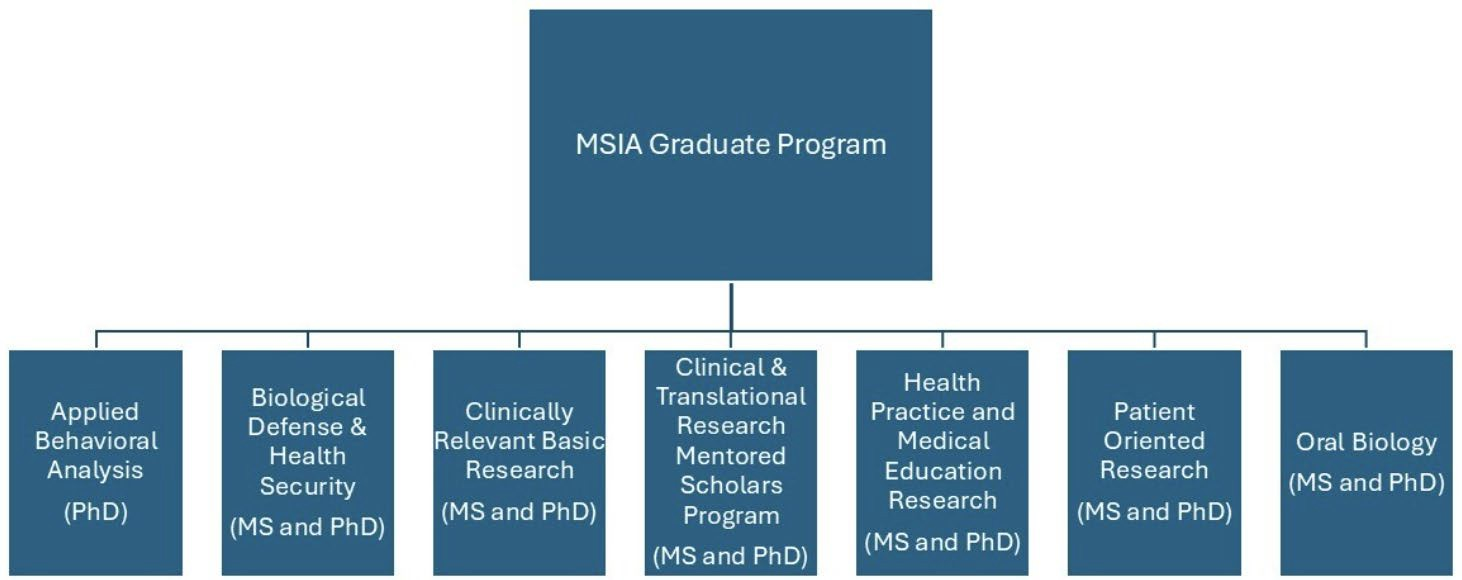 MSIA Graduate Program
Applied
Behavioral
Analysis
(PhD)
Biological
Defense &
Health
Security
(MS and PhD)
Clinically
Relevant Basic
Research
(MS and PhD)
Clinical &
Translational
Research
Mentored
Scholars
Program
(MS and PhD)
Health
Practice and
Medical
Education
Research
(MS and PhD)
Patient
Oriented
Research
(MS and PhD)
Oral Biology
(MS and PhD)